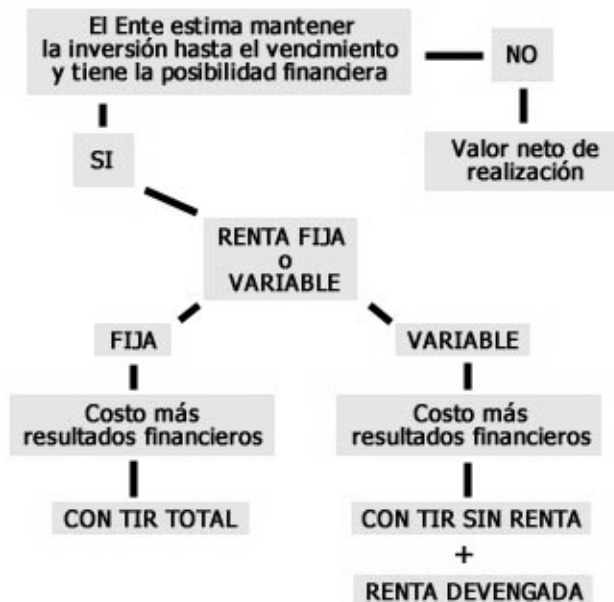 El Ente estima mantener
la inversión hasta el vencimiento
y tiene la posibilidad financiera
NO
SI
Valor neto de
realización
RENTA FIJA
o
VARIABLE
FIJA
VARIABLE
Costo más
resultados financieros
Costo más
resultados financieros
CON TIR TOTAL
CON TIR SIN RENTA
+
RENTA DEVENGADA